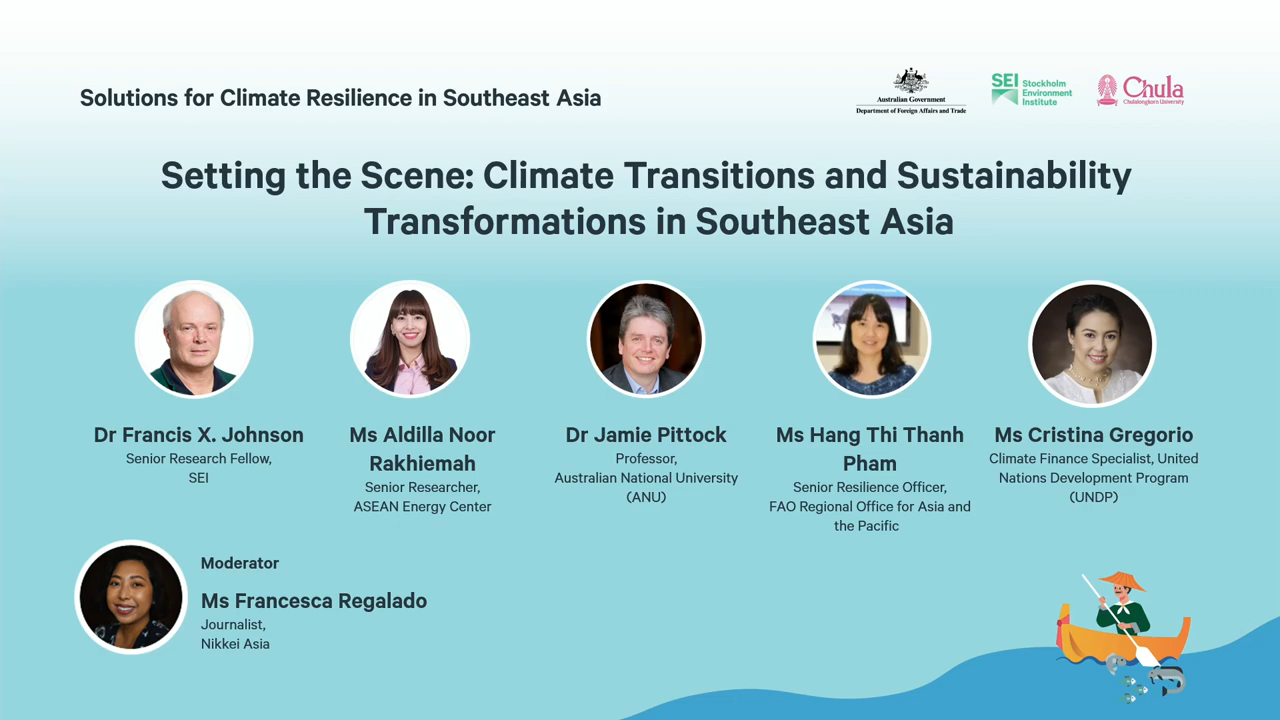 Solutions for Climate Resilience in Southeast Asia
Australian Government
Department of Foreign Affairs and Trade
SEI Stockholm
Environment
Institute
Chula
Chulalongkorn University
Setting the Scene: Climate Transitions and Sustainability
Transformations in Southeast Asia
Dr Francis X. Johnson
Senior Research Fellow,
SEI
Ms Aldilla Noor
Rakhiemah
Senior Researcher,
ASEAN Energy Center
Dr Jamie Pittock
Professor,
Australian National University
(ANU)
Ms Hang Thi Thanh
Pham
Senior Resilience Officer,
FAO Regional Office for Asia and
the Pacific
Ms Cristina Gregorio
Climate Finance Specialist, United
Nations Development Program
(UNDP)
Moderator
Ms Francesca Regalado
Journalist,
Nikkei Asia